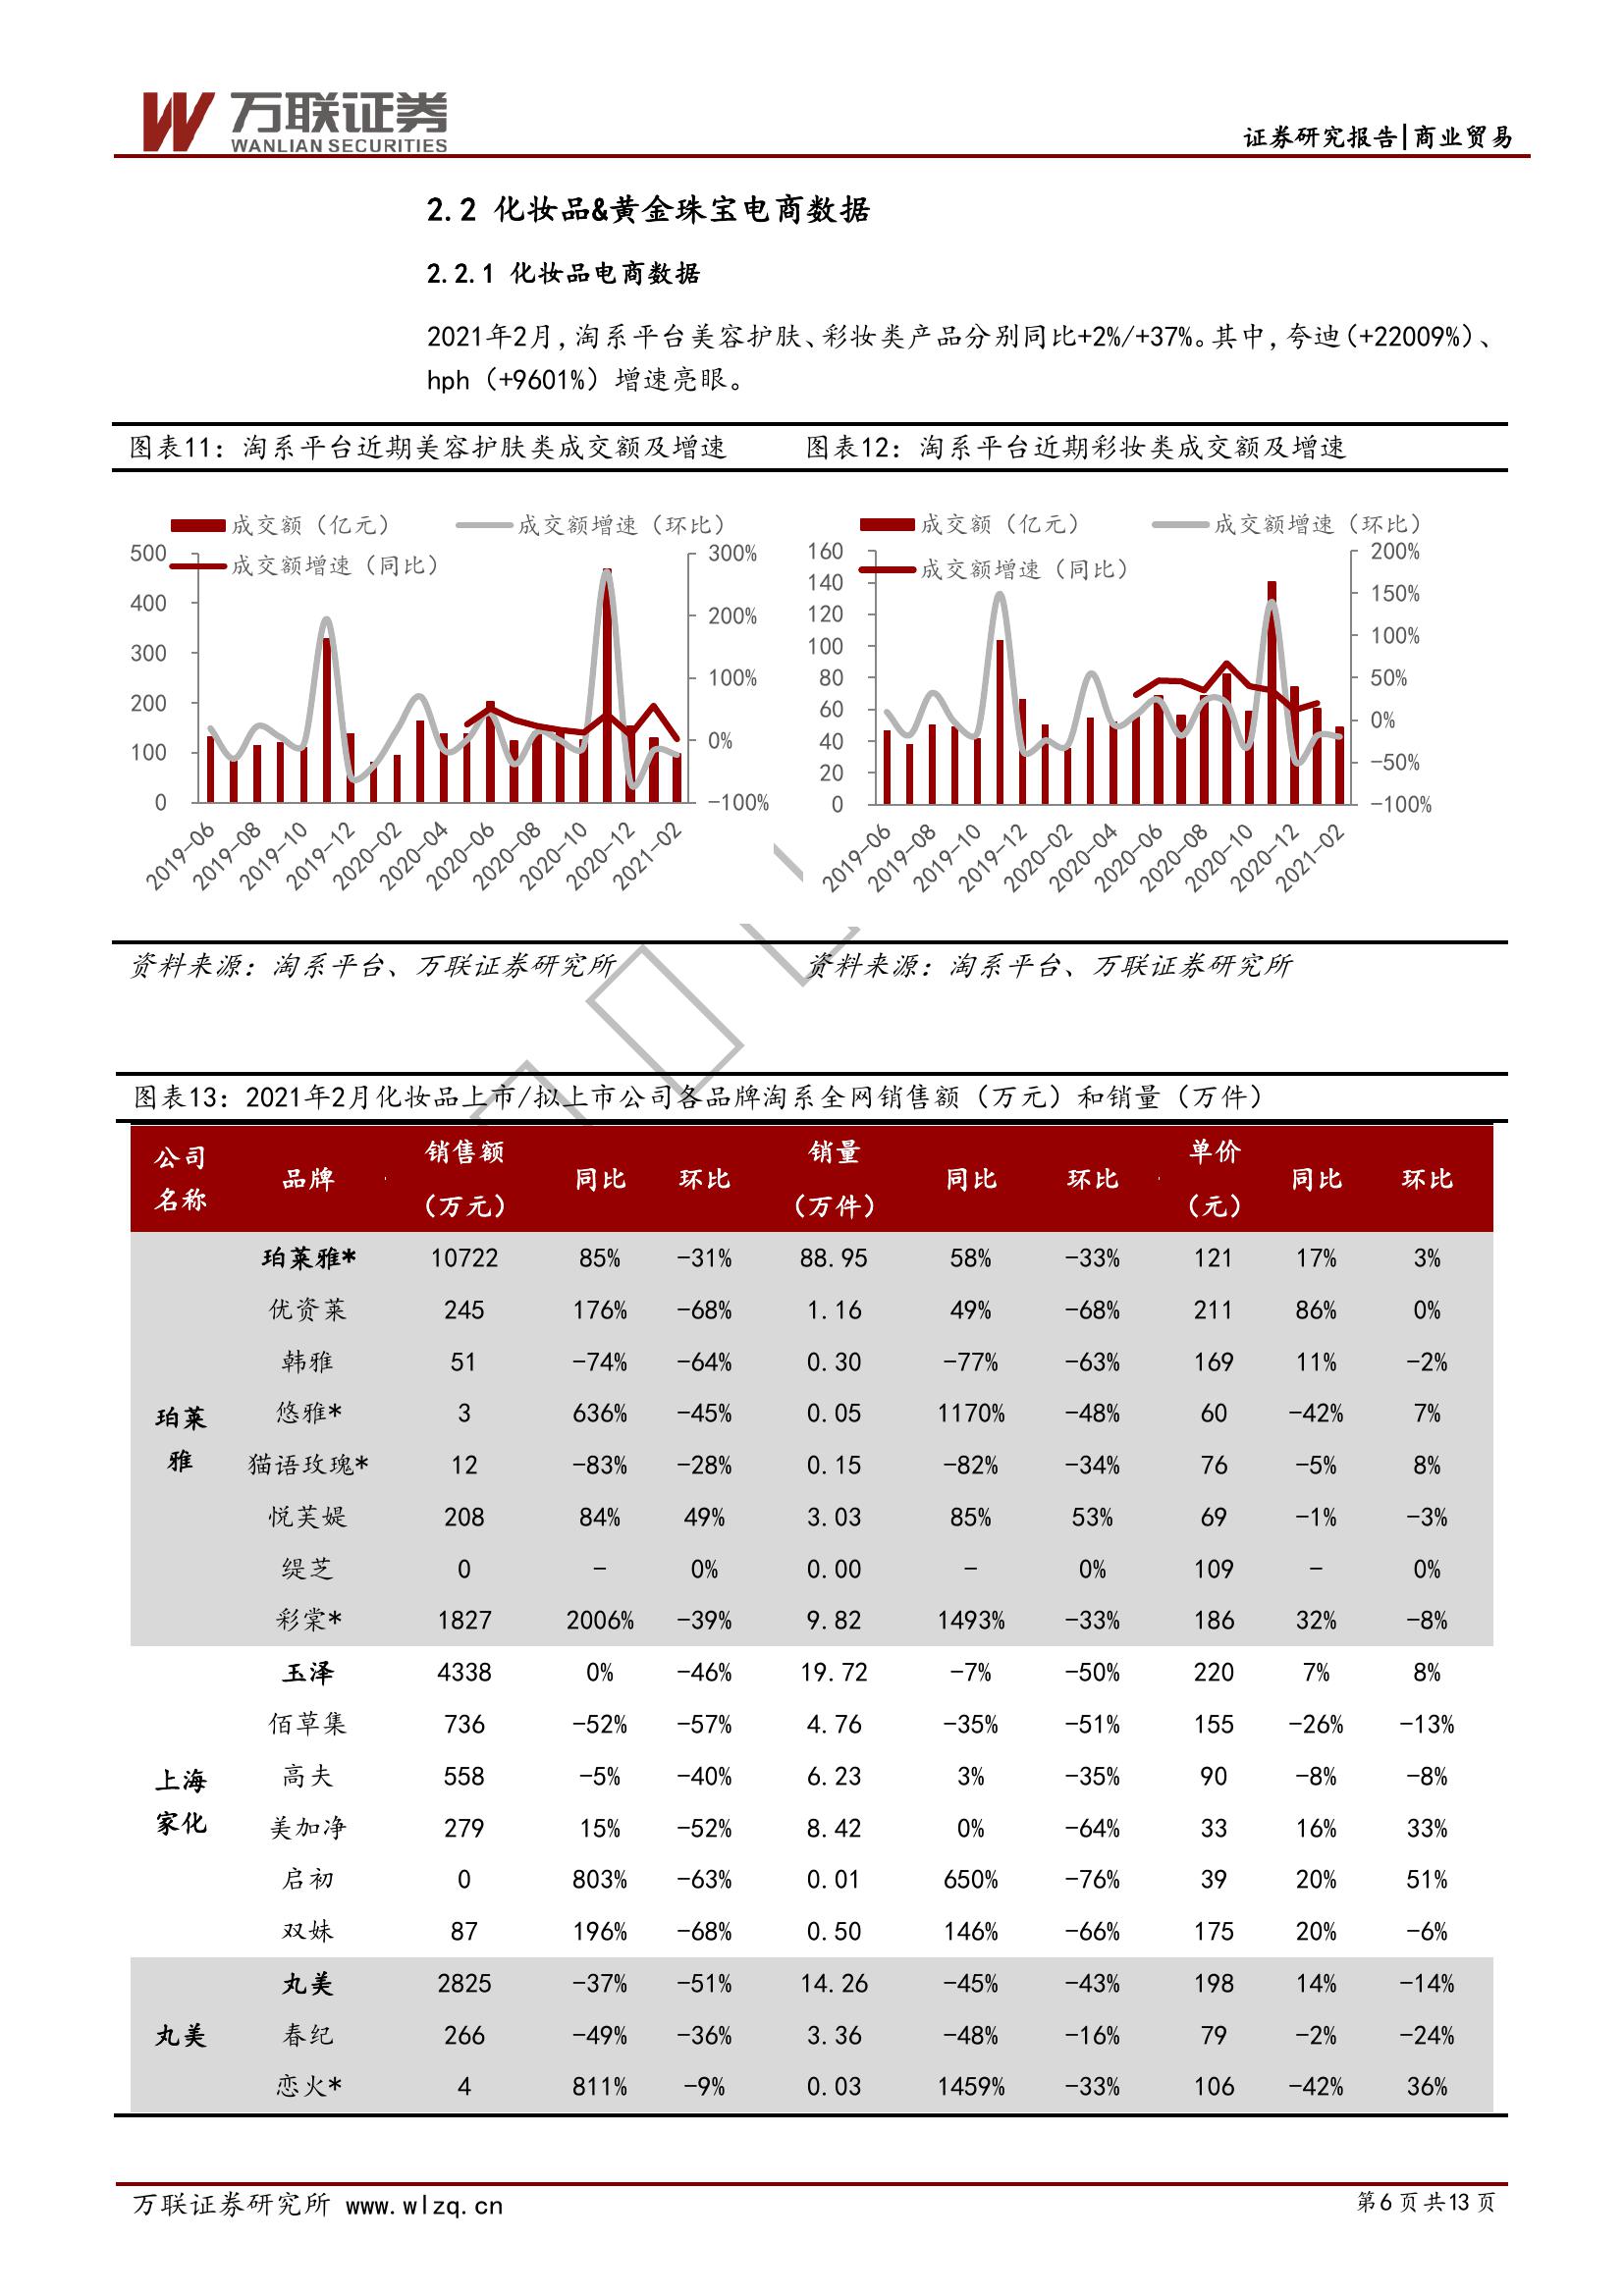 万联证券
WANLIAN SECURITIES
证券研究报告|商业贸易
2.2 化妆品&黄金珠宝电商数据
2.2.1 化妆品电商数据
2021年2月,淘系平台美容护肤、彩妆类产品分别同比+2%/+37%。其中,夸迪(+22009%)、
hph(+9601%)增速亮眼。
图表11:淘系平台近期美容护肤类成交额及增速
成交额(亿元) 成交额增速(环比)
成交额增速(同比)
500 300%
400 200%
300 100%
200 0%
100 -100%
0
2019-06 2019-08 2019-10 2019-12 2020-02 2020-04 2020-06 2020-08 2020-10 2020-12 2021-02
资料来源:淘系平台、万联证券研究所
图表12:淘系平台近期彩妆类成交额及增速
成交额(亿元) 成交额增速(环比)
成交额增速(同比)
160 200%
140 150%
120 100%
100 50%
80 0%
60 -50%
40 -100%
20
0
2019-06 2019-08 2019-10 2019-12 2020-02 2020-04 2020-06 2020-08 2020-10 2020-12 2021-02
资料来源:淘系平台、万联证券研究所
图表13:2021年2月化妆品上市/拟上市公司各品牌淘系全网销售额(万元)和销量(万件)
公司名称 品牌 销售额(万元) 同比 环比 销量(万件) 同比 环比 单价(元) 同比 环比
珀莱雅
珀莱雅* 10722 85% -31% 88.95 58% -33% 121 17% 3%
优资莱 245 176% -68% 1.16 49% -68% 211 86% 0%
韩雅 51 -74% -64% 0.30 -77% -63% 169 11% -2%
悠雅* 3 636% -45% 0.05 1170% -48% 60 -42% 7%
猫语玫瑰* 12 -83% -28% 0.15 -82% -34% 76 -5% 8%
悦芙媞 208 84% 49% 3.03 85% 53% 69 -1% -3%
缇芝 0 - 0% 0.00 - 0% 109 - 0%
彩棠* 1827 2006% -39% 9.82 1493% -33% 186 32% -8%
上海家化
玉泽 4338 0% -46% 19.72 -7% -50% 220 7% 8%
佰草集 736 -52% -57% 4.76 -35% -51% 155 -26% -13%
高夫 558 -5% -40% 6.23 3% -35% 90 -8% -8%
美加净 279 15% -52% 8.42 0% -64% 33 16% 33%
启初 0 803% -63% 0.01 650% -76% 39 20% 51%
双妹 87 196% -68% 0.50 146% -66% 175 20% -6%
丸美
丸美 2825 -37% -51% 14.26 -45% -43% 198 14% -14%
春纪 266 -49% -36% 3.36 -48% -16% 79 -2% -24%
恋火* 4 811% -9% 0.03 1459% -33% 106 -42% 36%
万联证券研究所 www.wlzq.cn
第6页共13页